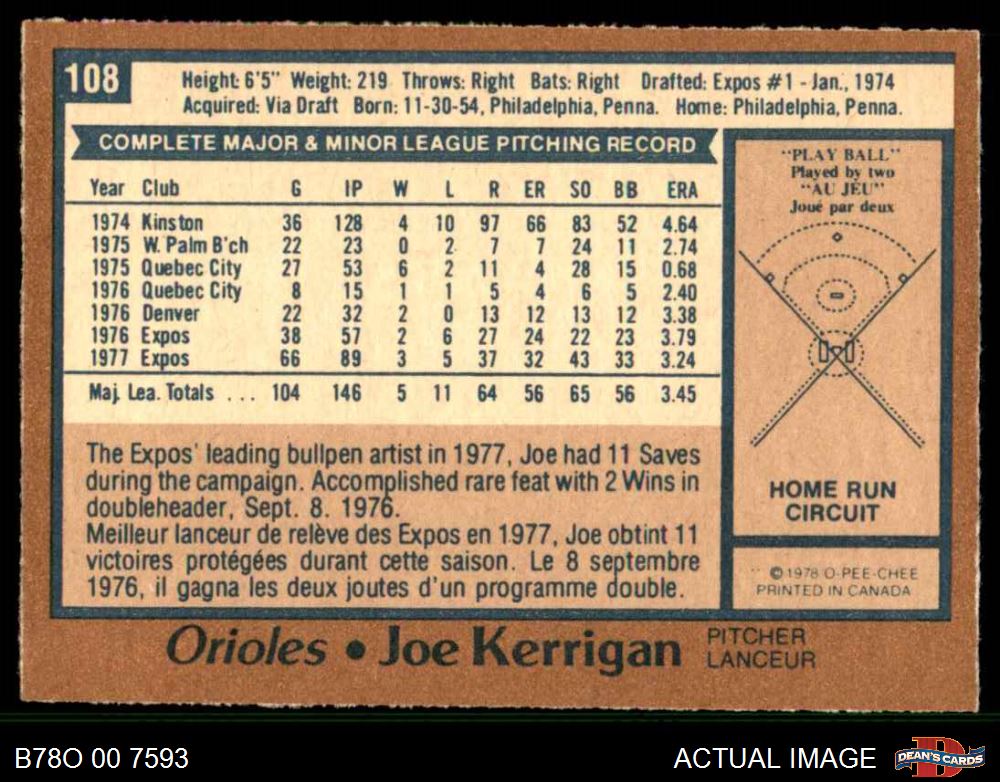 108
Height: 6'5" Weight: 219 Throws: Right Bats: Right Drafted: Expos #1 - Jan., 1974
Acquired: Via Draft Born: 11-30-54, Philadelphia, Penna. Home: Philadelphia, Penna.
COMPLETE MAJOR & MINOR LEAGUE PITCHING RECORD
Year Club G IP W L R ER SO BB ERA
1974 Kinston 36 128 4 10 97 66 83 52 4.64
1975 W. Palm B'ch 22 23 0 2 7 7 24 11 2.74
1975 Quebec City 27 53 6 2 11 4 28 15 0.68
1976 Quebec City 8 15 1 1 5 4 6 5 2.40
1976 Denver 22 32 2 0 13 12 13 12 3.38
1976 Expos 38 57 2 6 27 24 22 23 3.79
1977 Expos 66 89 3 5 37 32 43 33 3.24
Maj. Lea. Totals ... 104 146 5 11 64 56 65 56 3.45
The Expos' leading bullpen artist in 1977, Joe had 11 Saves
during the campaign. Accomplished rare feat with 2 Wins in
doubleheader, Sept. 8. 1976.
Meilleur lanceur de relève des Expos en 1977, Joe obtint 11
victoires protégées durant cette saison. Le 8 septembre
1976, il gagna les deux joutes d'un programme double.
"PLAY BALL"
Played by two
"AU JEU"
Joué par deux
HOME RUN
CIRCUIT
© 1978 O-PEE-CHEE
PRINTED IN CANADA
Orioles • Joe Kerrigan
PITCHER
LANCEUR
B78O 00 7593
ACTUAL IMAGE
D
DEAN'S CARDS